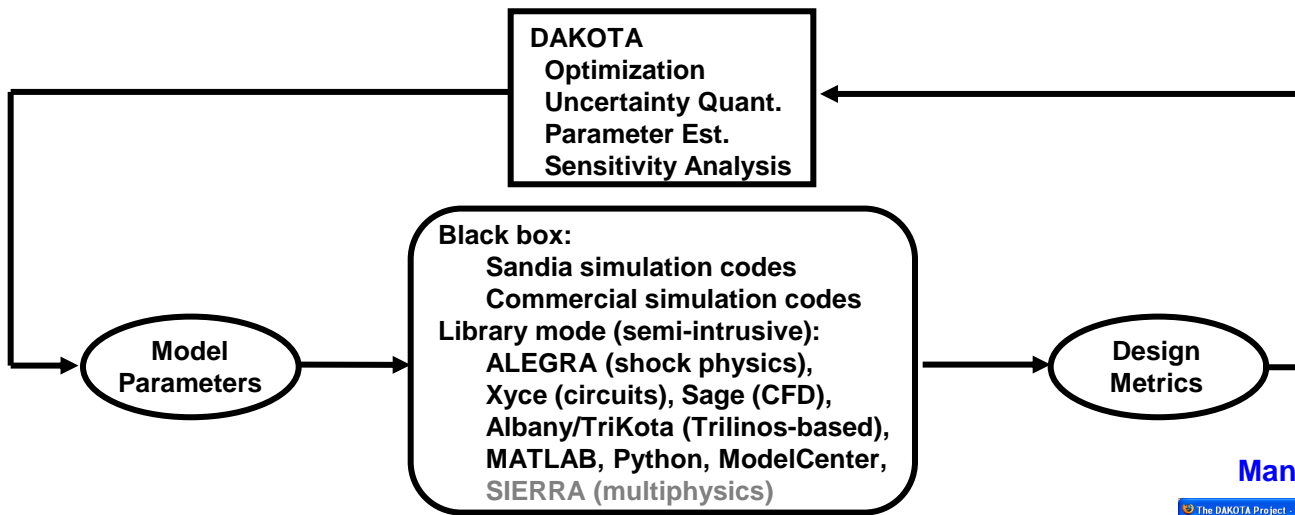 DAKOTA
Optimization
Uncertainty Quant.
Parameter Est.
Sensitivity Analysis
Black box:
Sandia simulation codes
Commercial simulation codes
Library mode (semi-intrusive):
ALEGRA (shock physics),
Xyce (circuits), Sage (CFD),
Albany/TriKota (Trilinos-based),
MATLAB, Python, ModelCenter,
SIERRA (multiphysics)
Model
Parameters
Design
Metrics
Man
The DAKOTA Project -